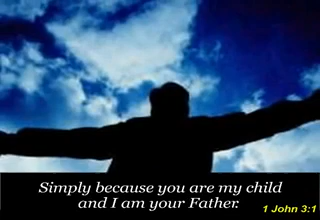 Simply because you are my child
and I am your Father.
1 John 3:1